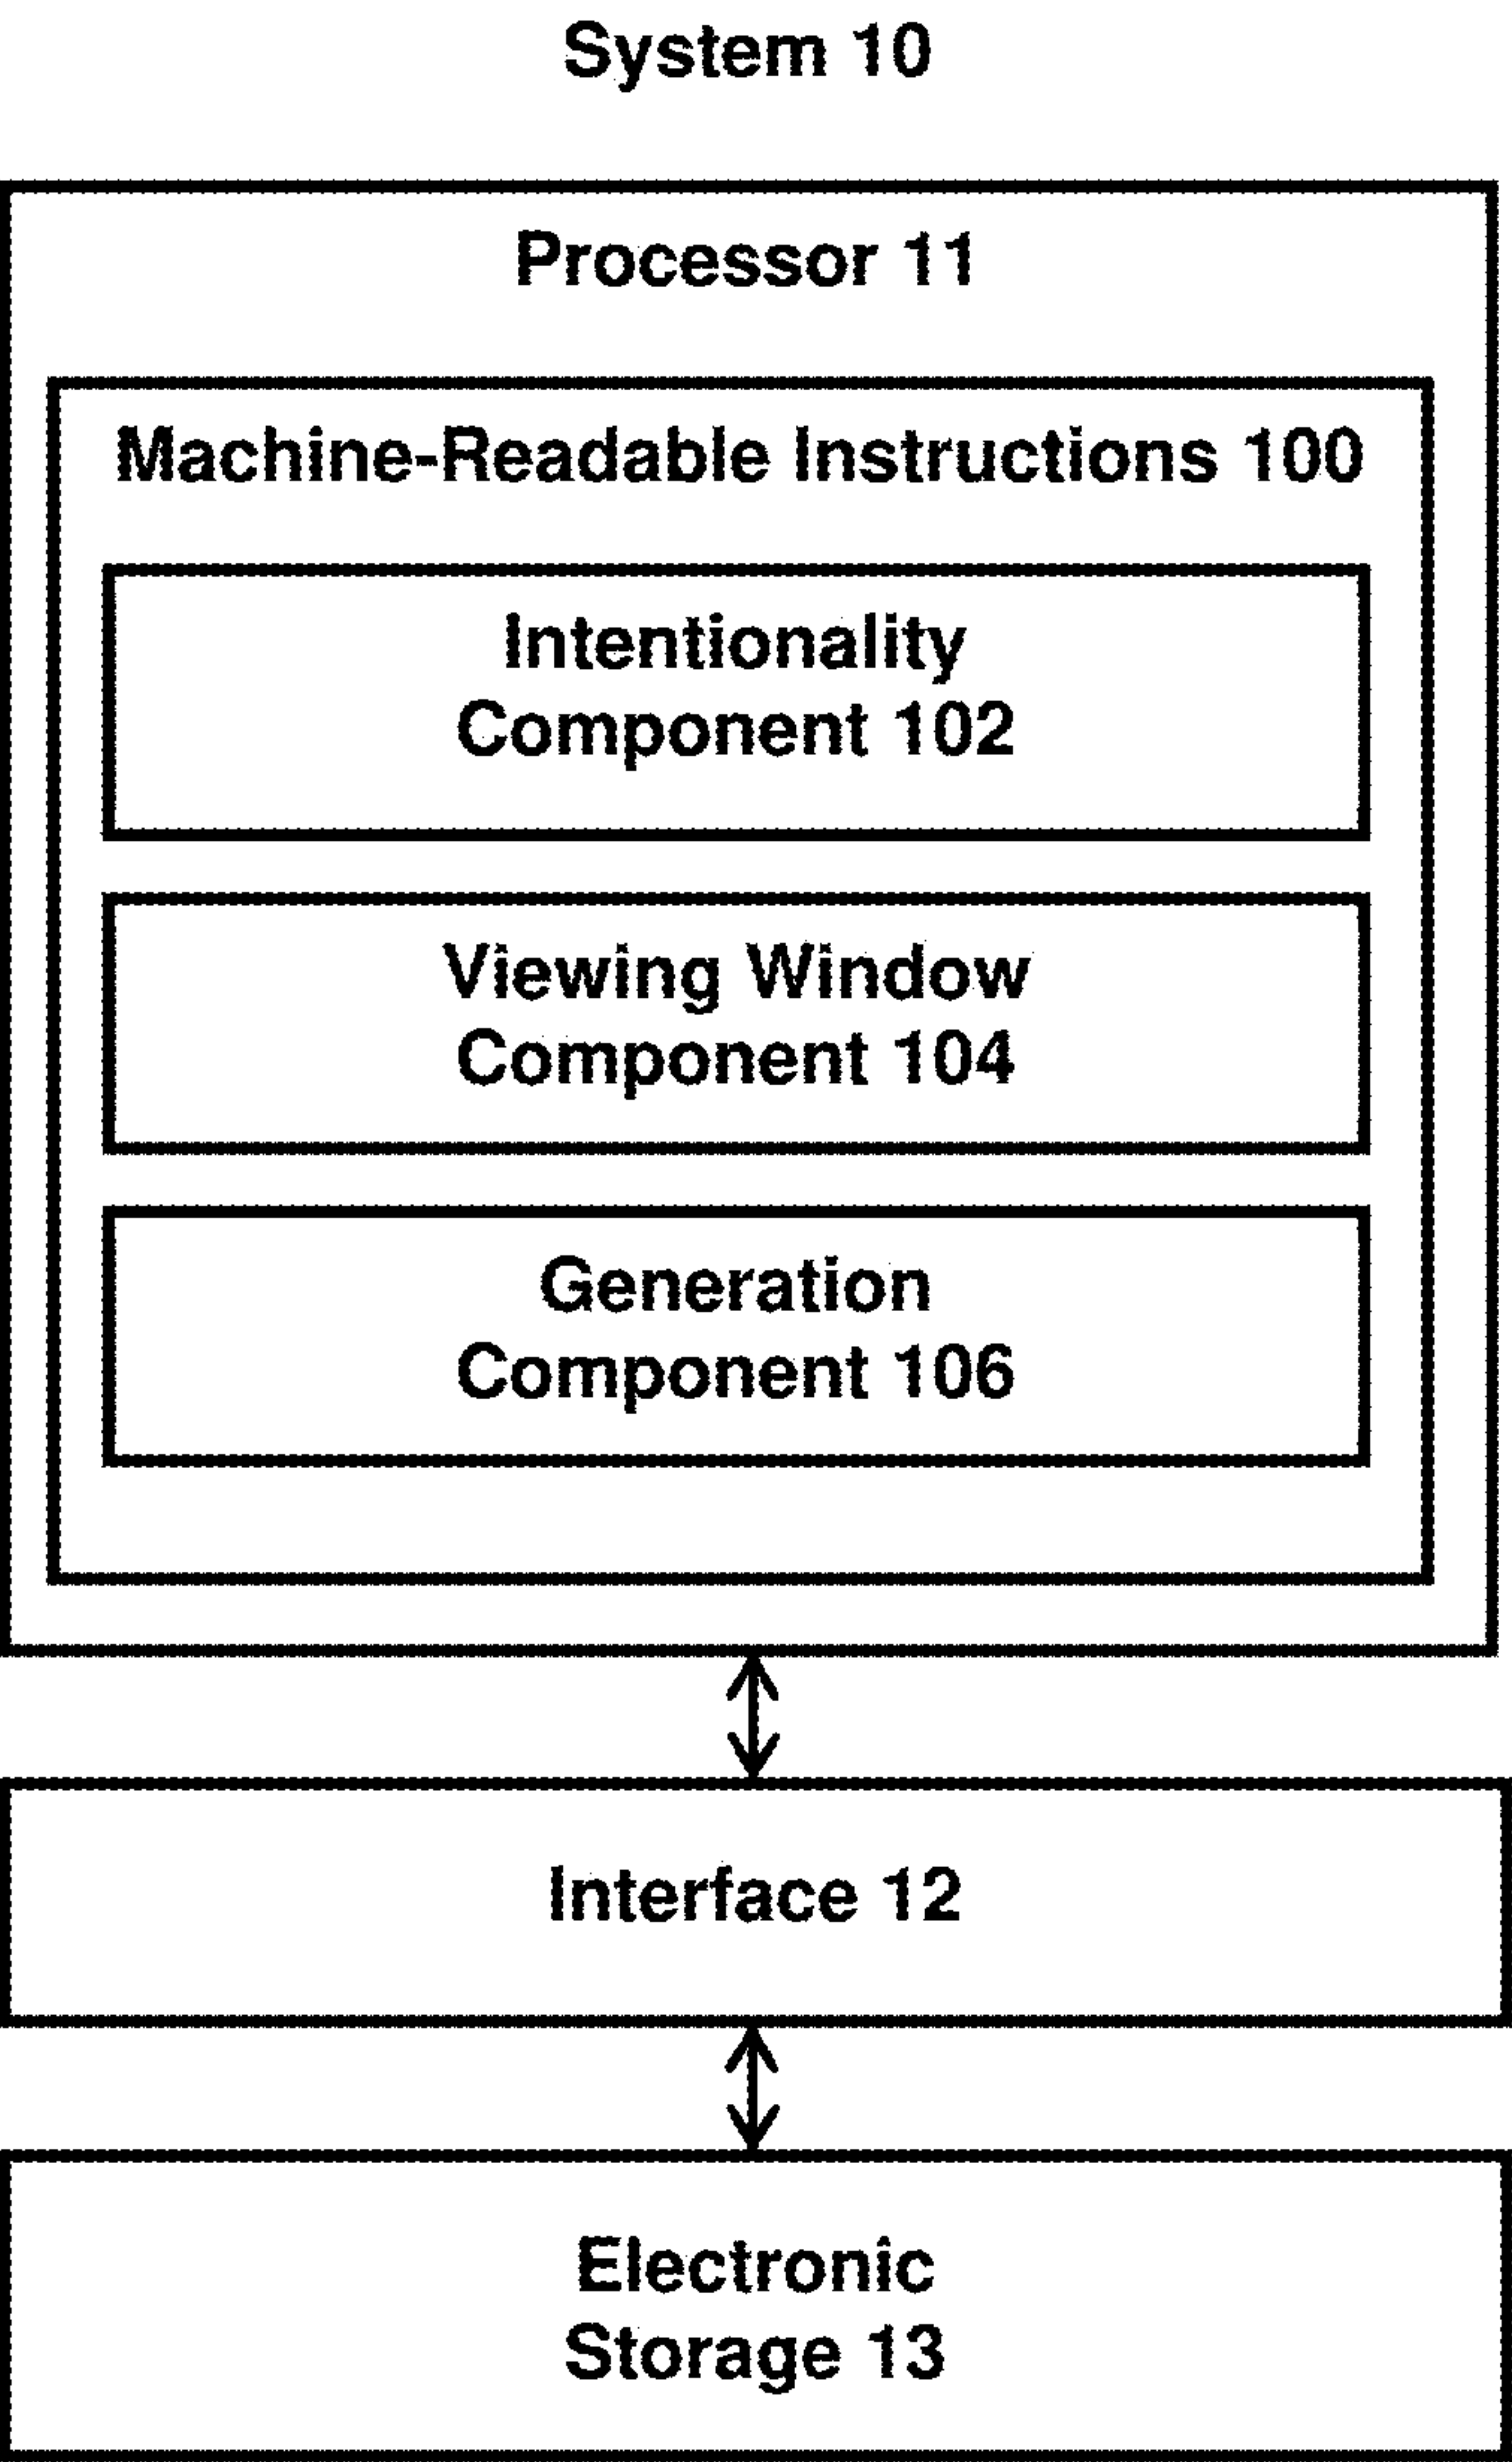 System 10
Processor 11
Machine-Readable Instructions 100
Intentionality
Component 102
Viewing Window
Component 104
Generation
Component 106
Interface 12
Electronic
Storage 13